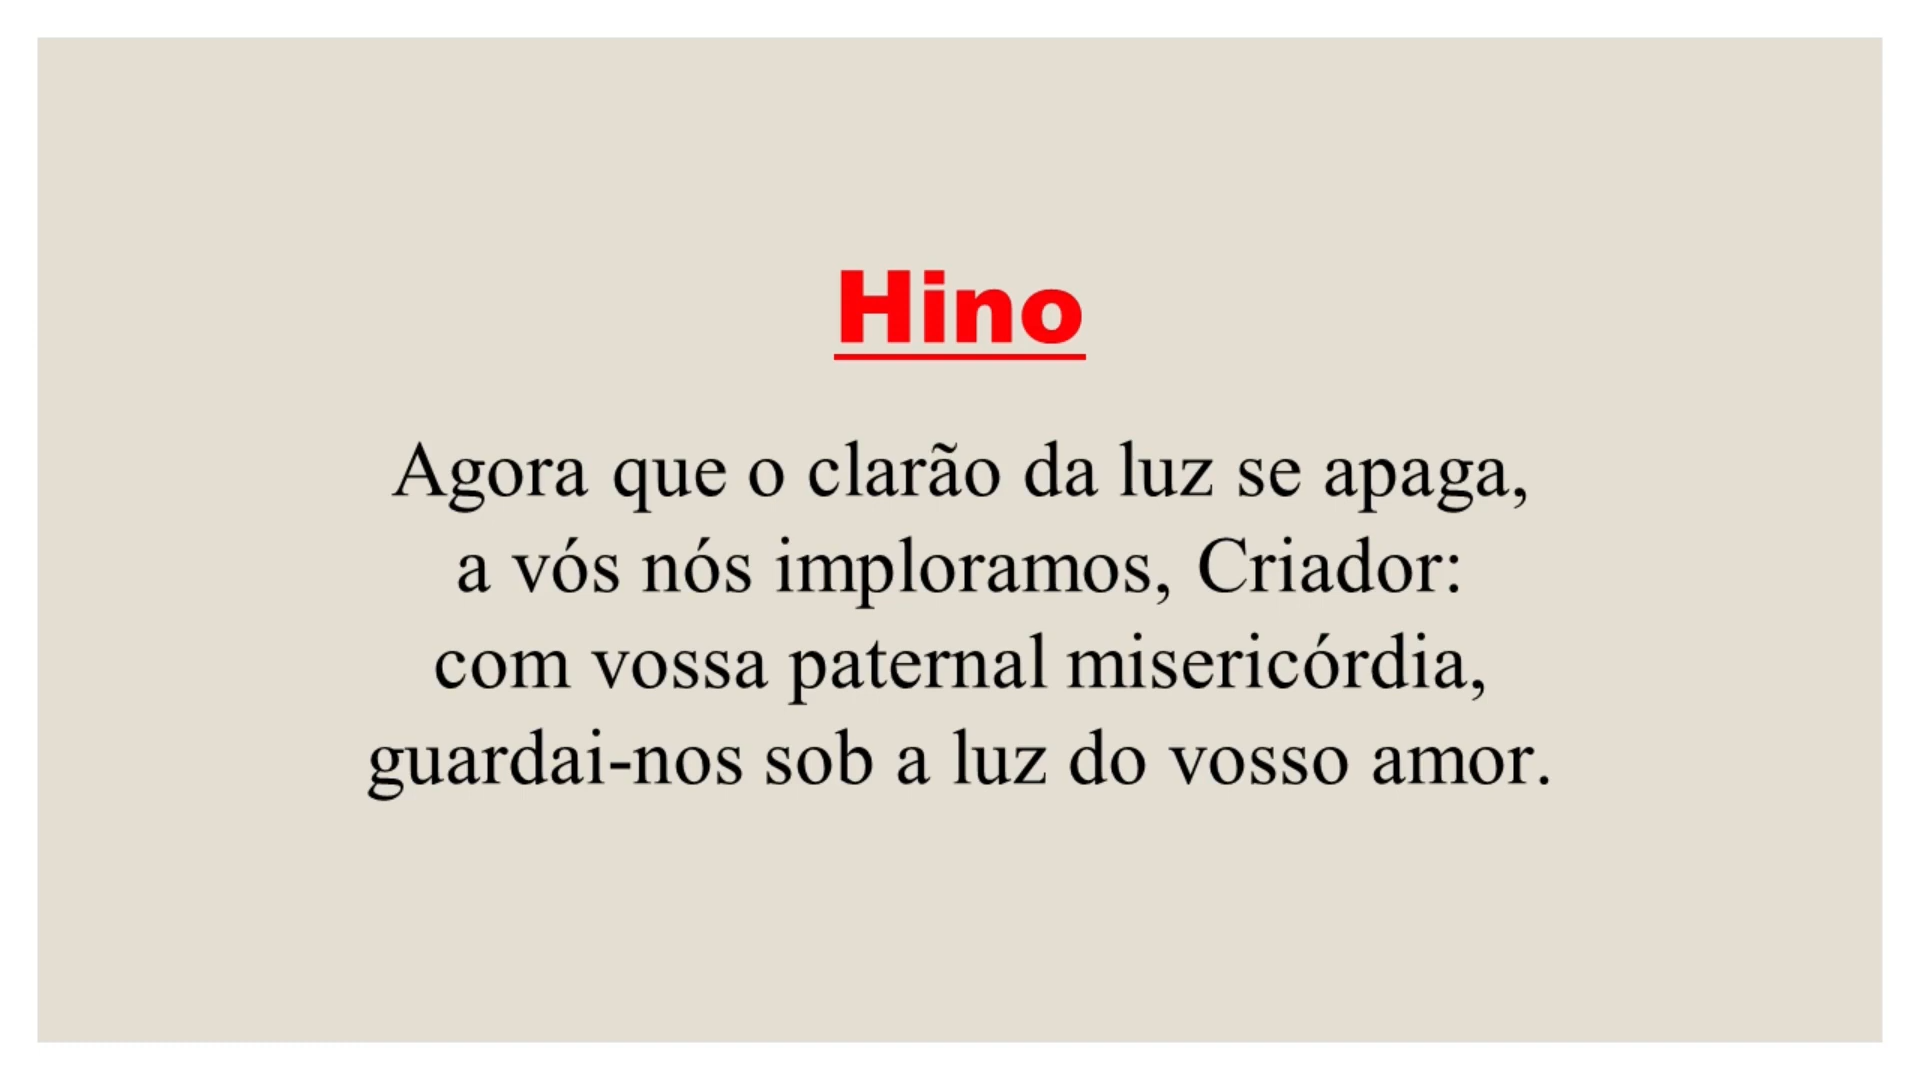 Hino
Agora que o clarão da luz se apaga,
a vós nós imploramos, Criador:
com vossa paternal misericórdia,
guardai-nos sob a luz do vosso amor.